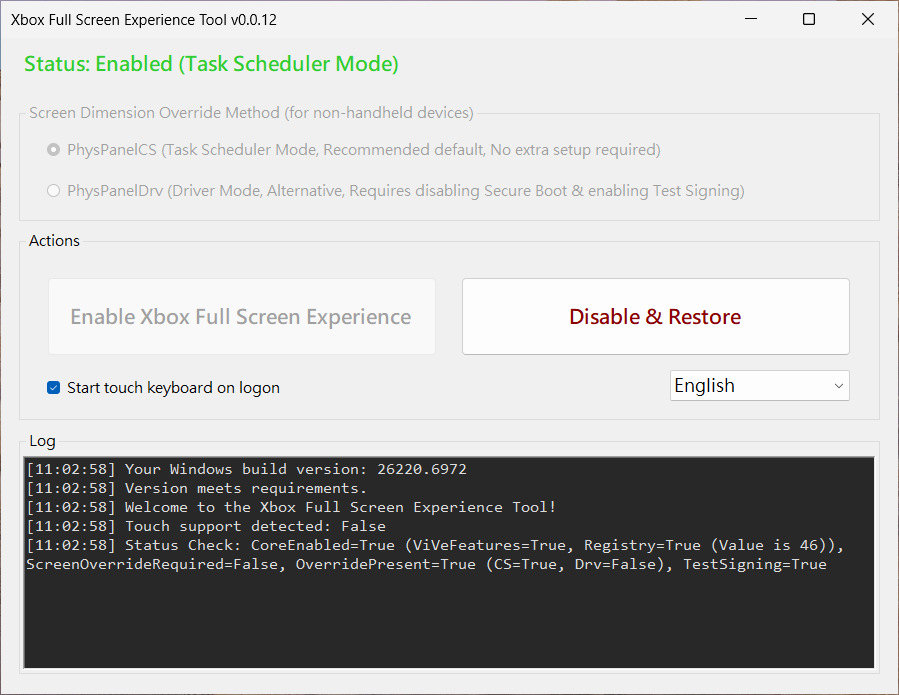 Xbox Full Screen Experience Tool v0.0.12
Status: Enabled (Task Scheduler Mode)
Screen Dimension Override Method (for non-handheld devices)
PhysPanelCS (Task Scheduler Mode, Recommended default, No extra setup required)
PhysPanelDrv (Driver Mode, Alternative, Requires disabling Secure Boot & enabling Test Signing)
Actions
Enable Xbox Full Screen Experience
Disable & Restore
Start touch keyboard on logon
English
Log
[11:02:58] Your Windows build version: 26220.6972
[11:02:58] Version meets requirements.
[11:02:58] Welcome to the Xbox Full Screen Experience Tool!
[11:02:58] Touch support detected: False
[11:02:58] Status Check: CoreEnabled=True (ViVeFeatures=True, Registry=True (Value is 46)),
ScreenOverrideRequired=False, OverridePresent=True (CS=True, Drv=False), TestSigning=True